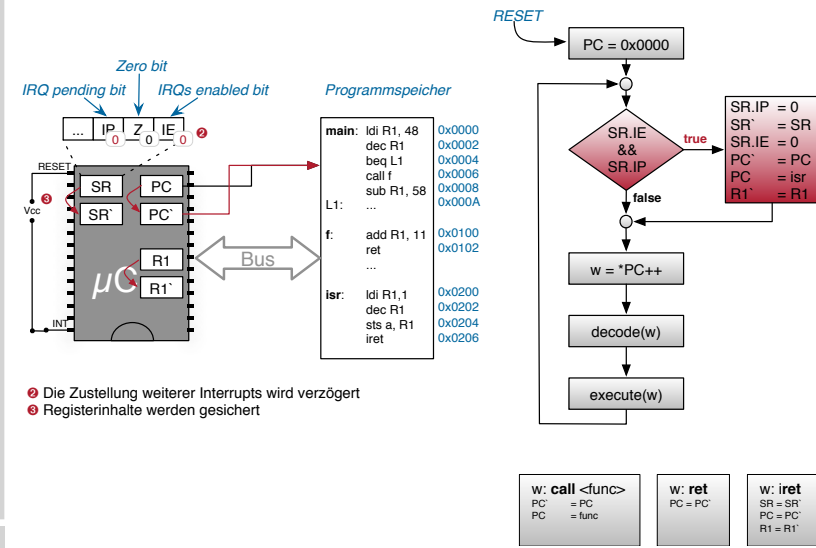 RESET
PC = 0x0000
Zero bit
IRQ pending bit
IRQs enabled bit
Programmspeicher
... IP Z IE ❷
0 0 0
RESET
Vcc
❸
SR PC
SR` PC`
R1
R1`
µC
INT
Bus
main: ldi R1, 48 0x0000
dec R1 0x0002
beq L1 0x0004
call f 0x0006
sub R1, 58 0x0008
L1: ... 0x000A
f: add R1, 11 0x0100
ret 0x0102
...
isr: ldi R1,1 0x0200
dec R1 0x0202
sts a, R1 0x0204
iret 0x0206
SR.IE
&&
SR.IP
true
false
SR.IP = 0
SR` = SR
SR.IE = 0
PC` = PC
PC = isr
R1` = R1
w = *PC++
decode(w)
execute(w)
❷ Die Zustellung weiterer Interrupts wird verzögert
❸ Registerinhalte werden gesichert
w: call <func>
PC` = PC
PC = func
w: ret
PC = PC`
w: iret
SR = SR`
PC = PC`
R1 = R1`